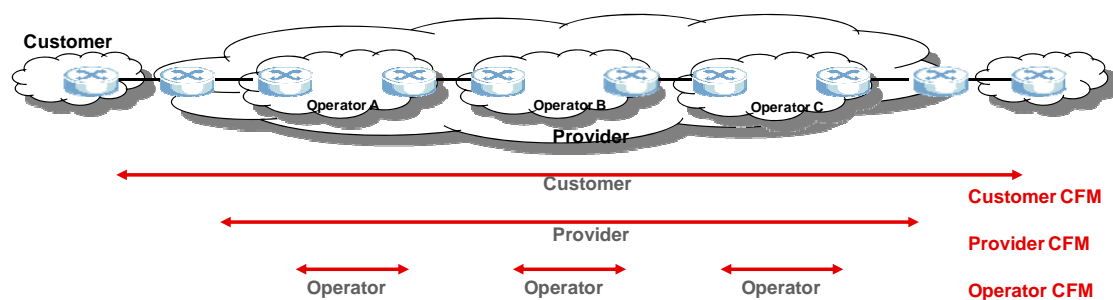 Customer
Operator A
Operator B
Operator C
Provider
Customer
Customer CFM
Provider
Provider CFM
Operator
Operator
Operator
Operator CFM